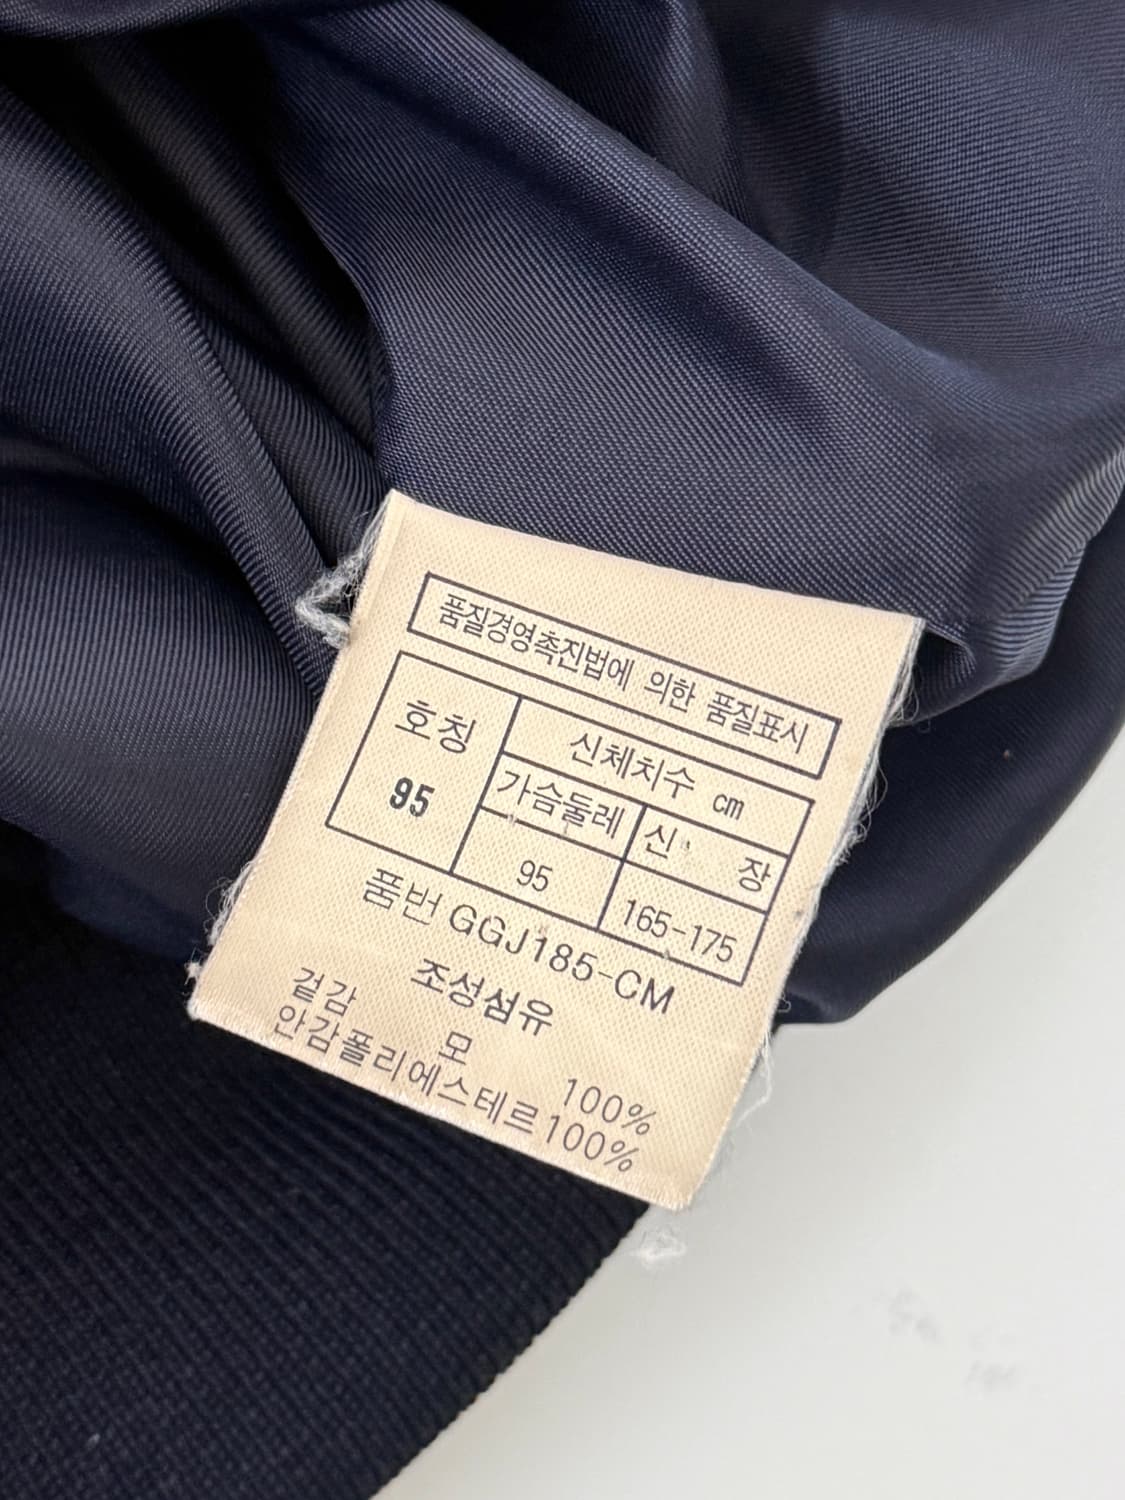 품질경영촉진법에 의한 품질표시
호칭
95
신체치수 cm
가슴둘레 신 장
95 165-175
품번 GGJ185-CM
조성섬유
겉감 모 100%
안감폴리에스테르100%